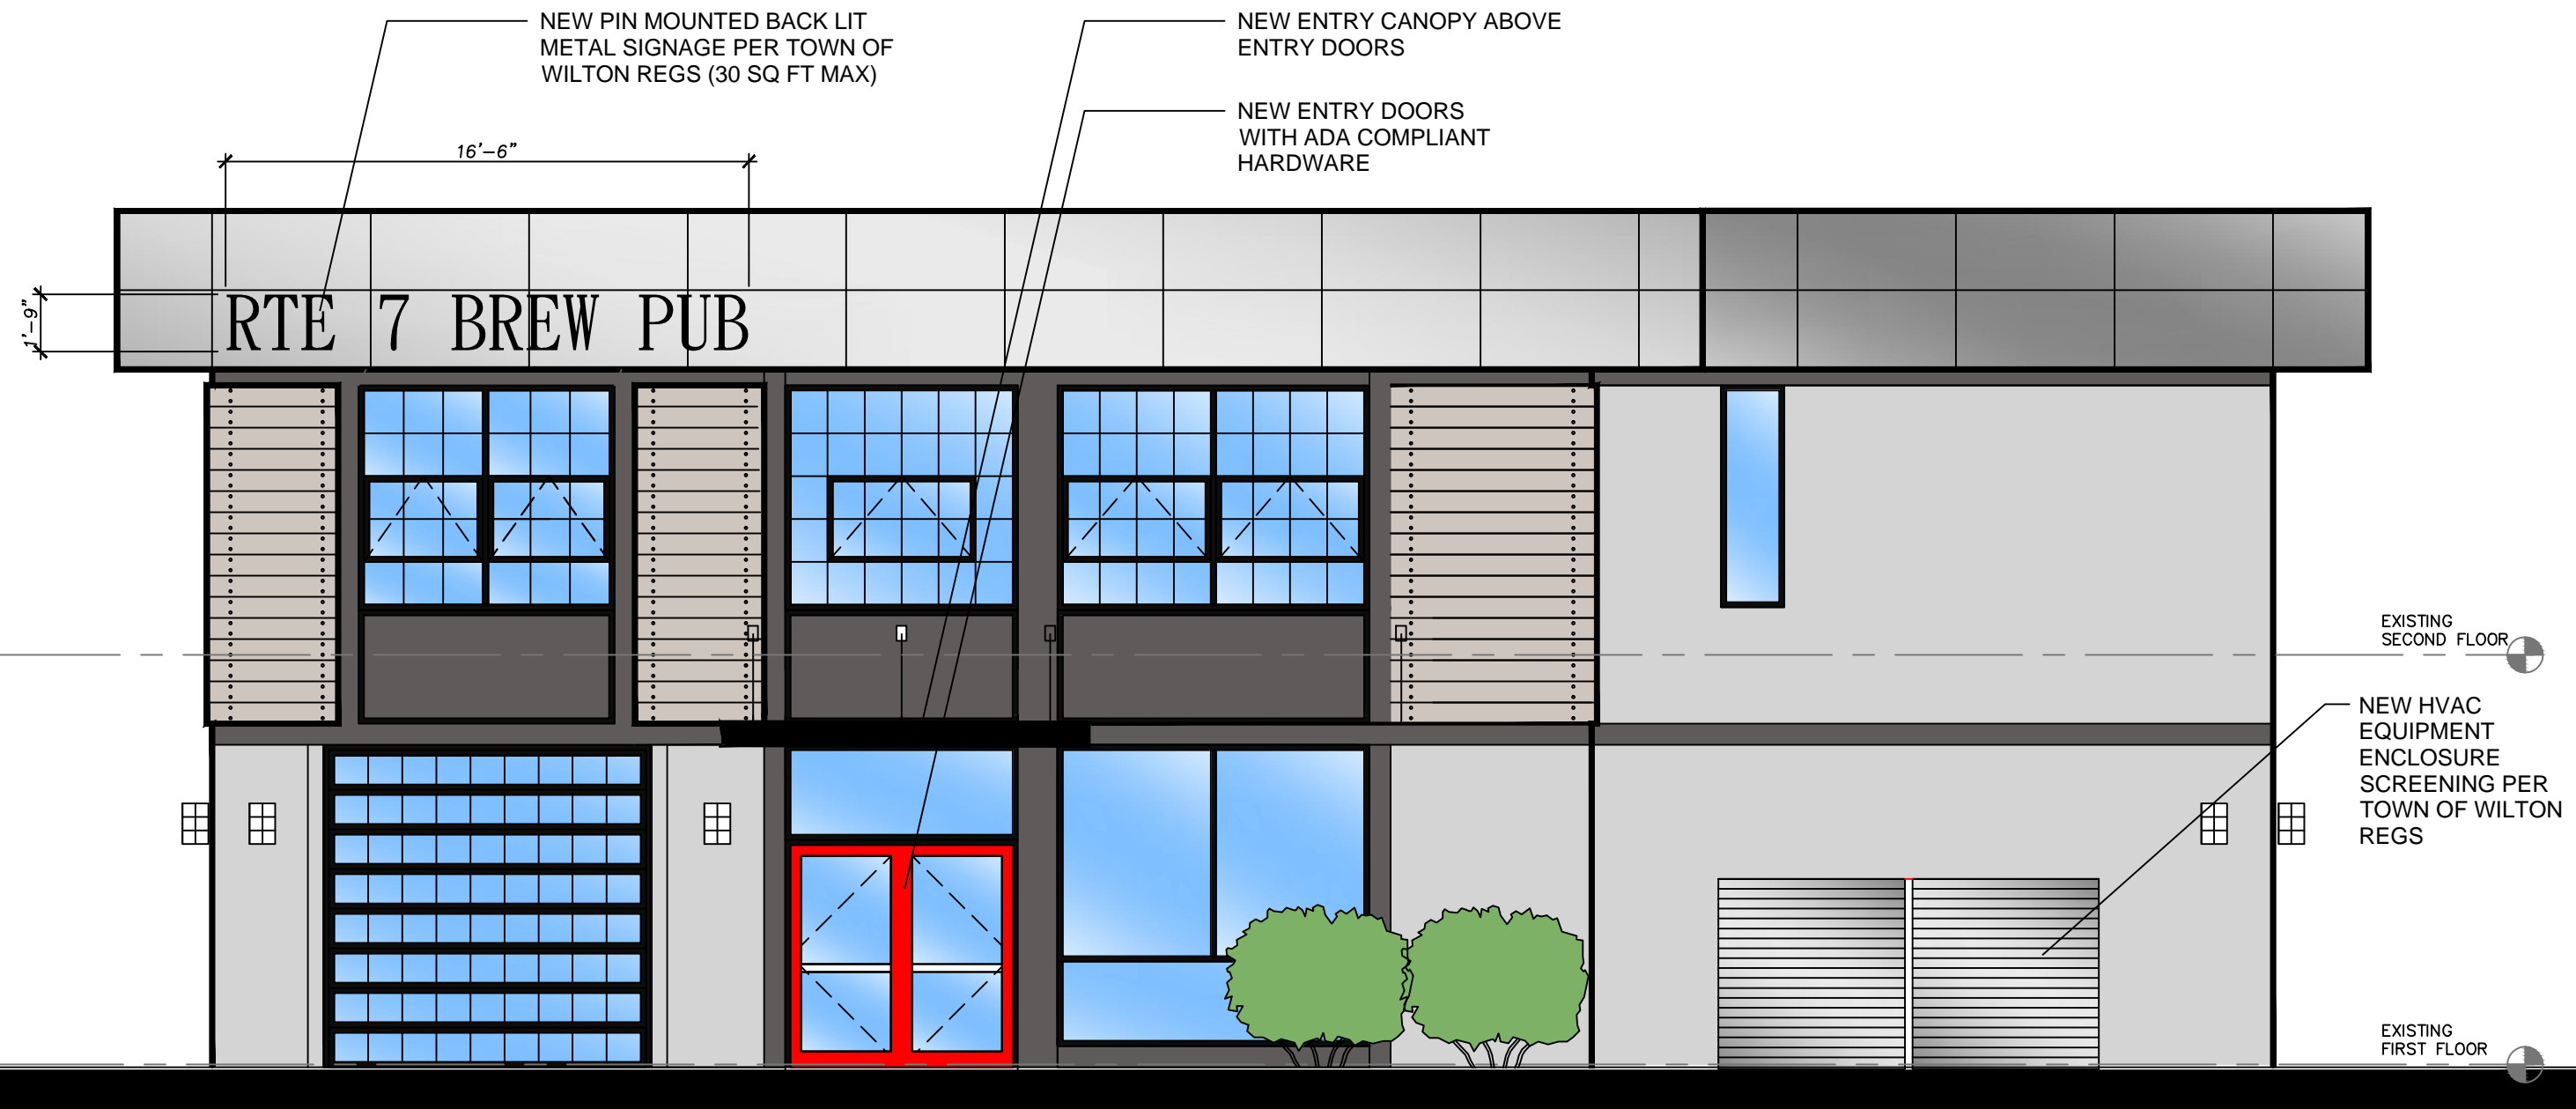 NEW PIN MOUNTED BACK LIT
METAL SIGNAGE PER TOWN OF
WILTON REGS (30 SQ FT MAX)
NEW ENTRY CANOPY ABOVE
ENTRY DOORS
NEW ENTRY DOORS
WITH ADA COMPLIANT
HARDWARE
16'-6"
1'-9"
RTE 7 BREW PUB
EXISTING
SECOND FLOOR
NEW HVAC
EQUIPMENT
ENCLOSURE
SCREENING PER
TOWN OF WILTON
REGS
EXISTING
FIRST FLOOR